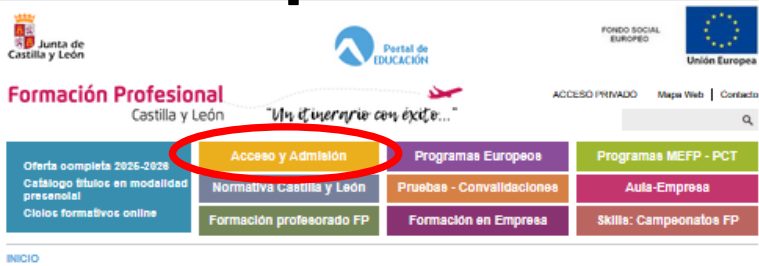 Junta de
Castilla y León
Portal de
EDUCACIÓN
FONDO SOCIAL
EUROPEO
Unión Europea
Formación Profesional
Castilla y León
"Un itinerario con éxito..."
ACCESO PRIVADO Mapa Web | Contacto
Oferta completa 2025-2026
Catálogo títulos en modalidad
presencial
Ciclos formativos online
Acceso y Admisión
Programas Europeos
Programas MEFP - PCT
Normativa Castilla y León
Pruebas - Convalidaciones
Aula-Empresa
Formación profesorado FP
Formación en Empresa
Skills: Campeonatos FP
INICIO